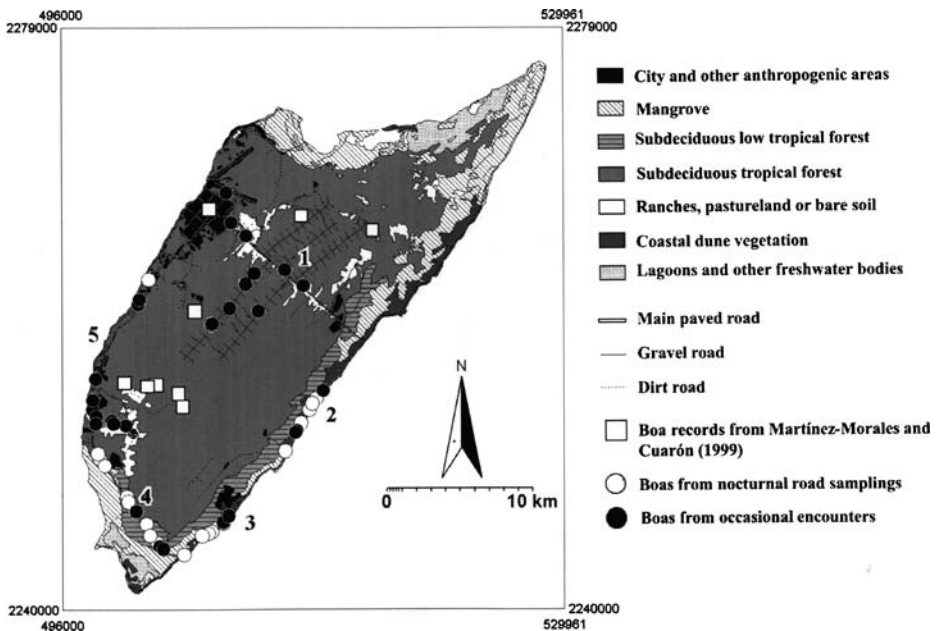 496000
529961
2279000
2279000
City and other anthropogenic areas
Mangrove
Subdeciduous low tropical forest
Subdeciduous tropical forest
Ranches, pastureland or bare soil
Coastal dune vegetation
Lagoons and other freshwater bodies
Main paved road
Gravel road
Dirt road
Boa records from Martínez-Morales and
Cuarón (1999)
Boas from nocturnal road samplings
Boas from occasional encounters
1
5
N
2
0
10 km
4
3
2240000
2240000
496000
529961